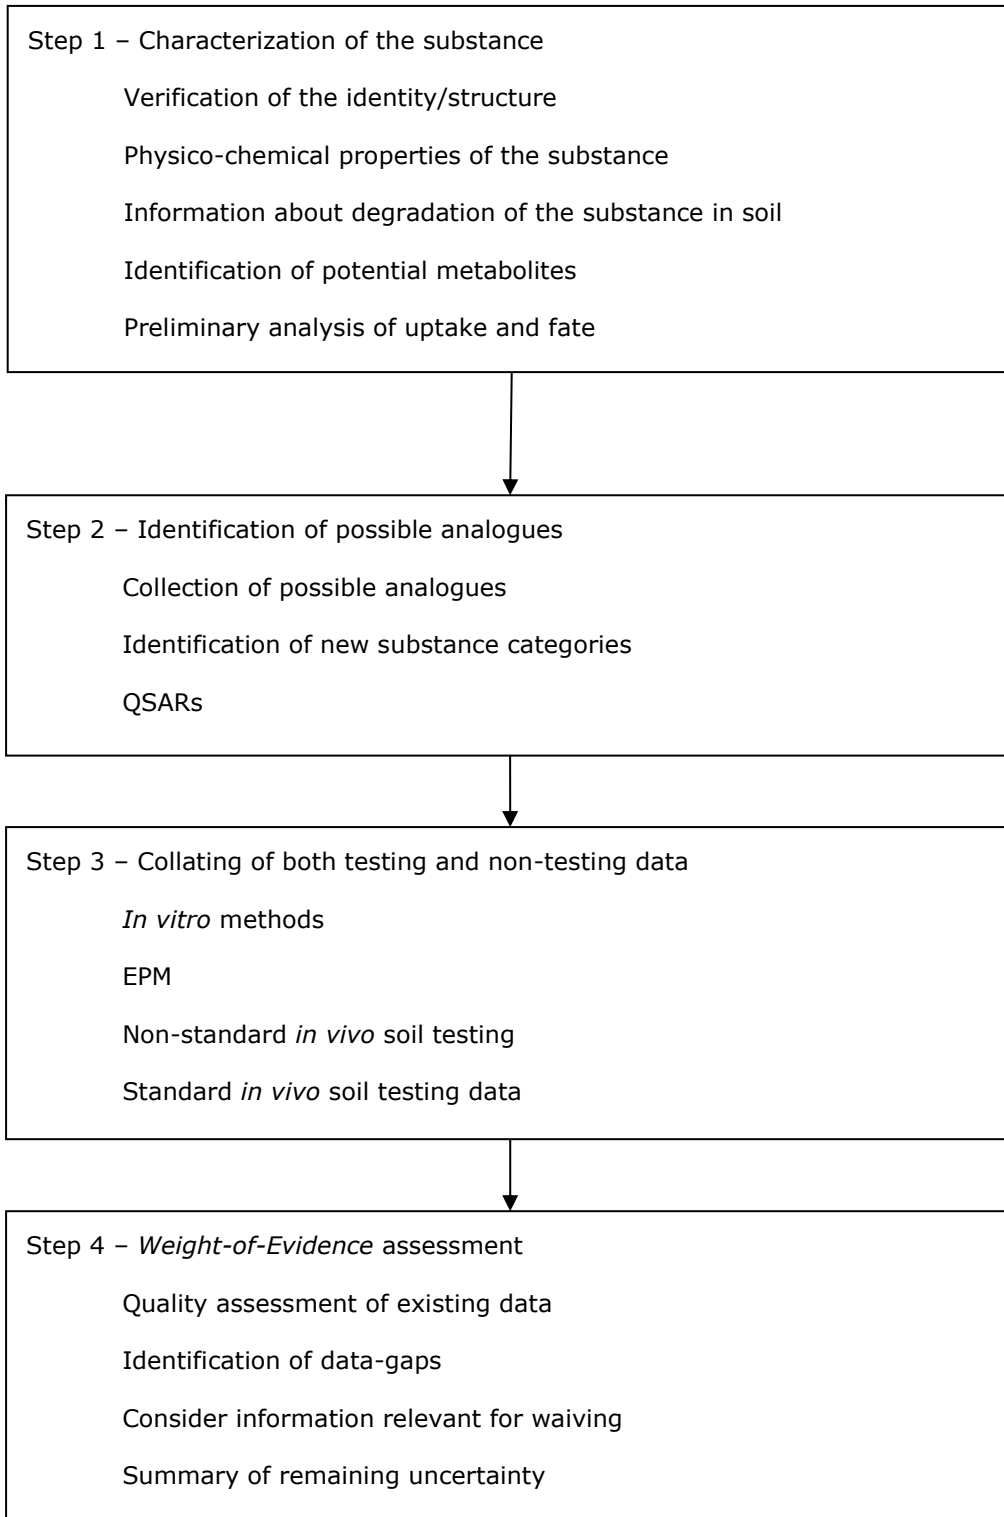 Step 1 – Characterization of the substance
Verification of the identity/structure
Physico-chemical properties of the substance
Information about degradation of the substance in soil
Identification of potential metabolites
Preliminary analysis of uptake and fate
Step 2 – Identification of possible analogues
Collection of possible analogues
Identification of new substance categories
QSARs
Step 3 – Collating of both testing and non-testing data
In vitro methods
EPM
Non-standard in vivo soil testing
Standard in vivo soil testing data
Step 4 – Weight-of-Evidence assessment
Quality assessment of existing data
Identification of data-gaps
Consider information relevant for waiving
Summary of remaining uncertainty